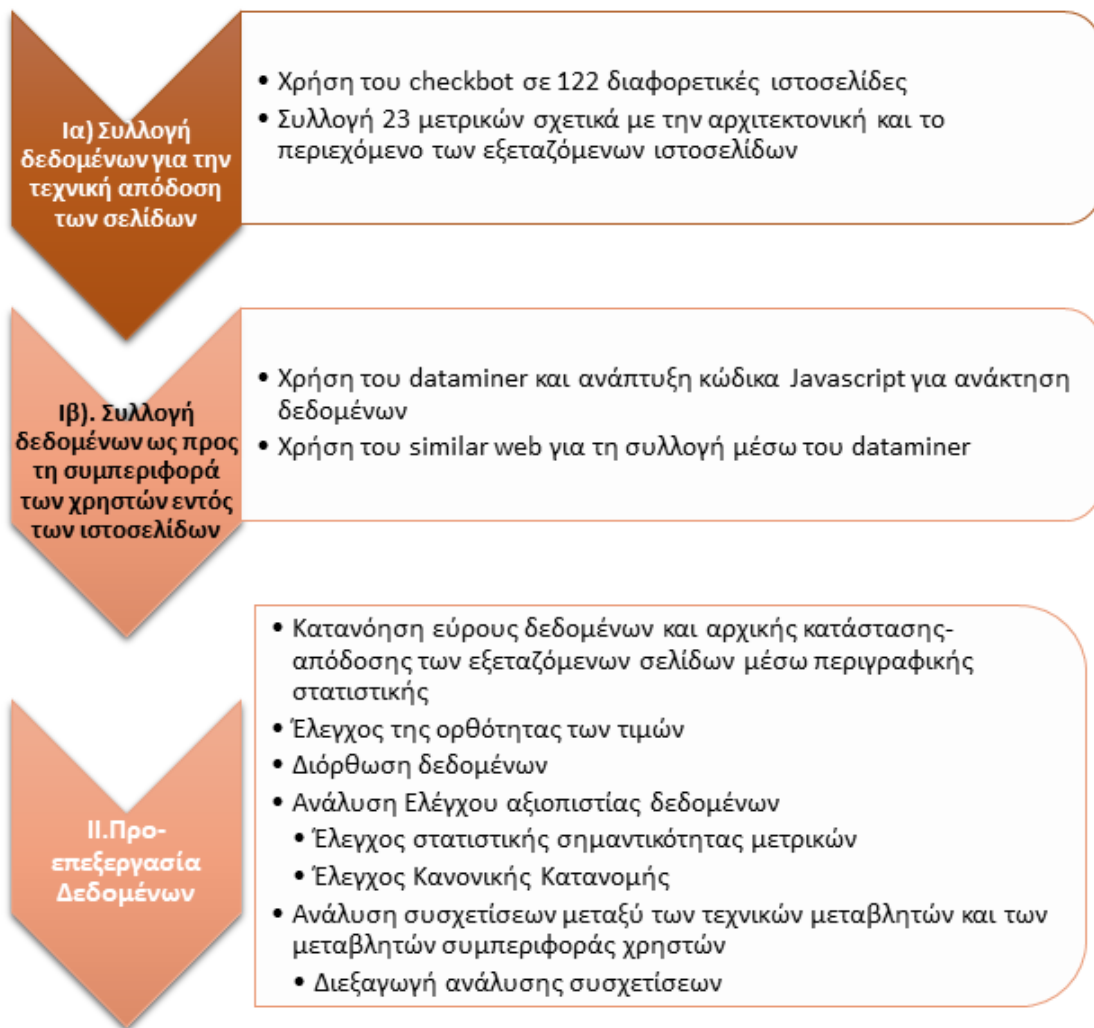 Iα) Συλλογή
δεδομένων για την
τεχνική απόδοση
των σελίδων
• Χρήση του checkbot σε 122 διαφορετικές ιστοσελίδες
• Συλλογή 23 μετρικών σχετικά με την αρχιτεκτονική και το
περιεχόμενο των εξεταζόμενων ιστοσελίδων
Iβ). Συλλογή
δεδομένων ως προς
τη συμπεριφορά
των χρηστών εντός
των ιστοσελίδων
• Χρήση του dataminer και ανάπτυξη κώδικα Javascript για ανάκτηση
δεδομένων
• Χρήση του similar web για τη συλλογή μέσω του dataminer
II.Προ-
επεξεργασία
Δεδομένων
• Κατανόηση εύρους δεδομένων και αρχικής κατάστασης-
απόδοσης των εξεταζόμενων σελίδων μέσω περιγραφικής
στατιστικής
• Έλεγχος της ορθότητας των τιμών
• Διόρθωση δεδομένων
• Ανάλυση Ελέγχου αξιοπιστίας δεδομένων
• Έλεγχος στατιστικής σημαντικότητας μετρικών
• Έλεγχος Κανονικής Κατανομής
• Ανάλυση συσχετίσεων μεταξύ των τεχνικών μεταβλητών και των
μεταβλητών συμπεριφοράς χρηστών
• Διεξαγωγή ανάλυσης συσχετίσεων